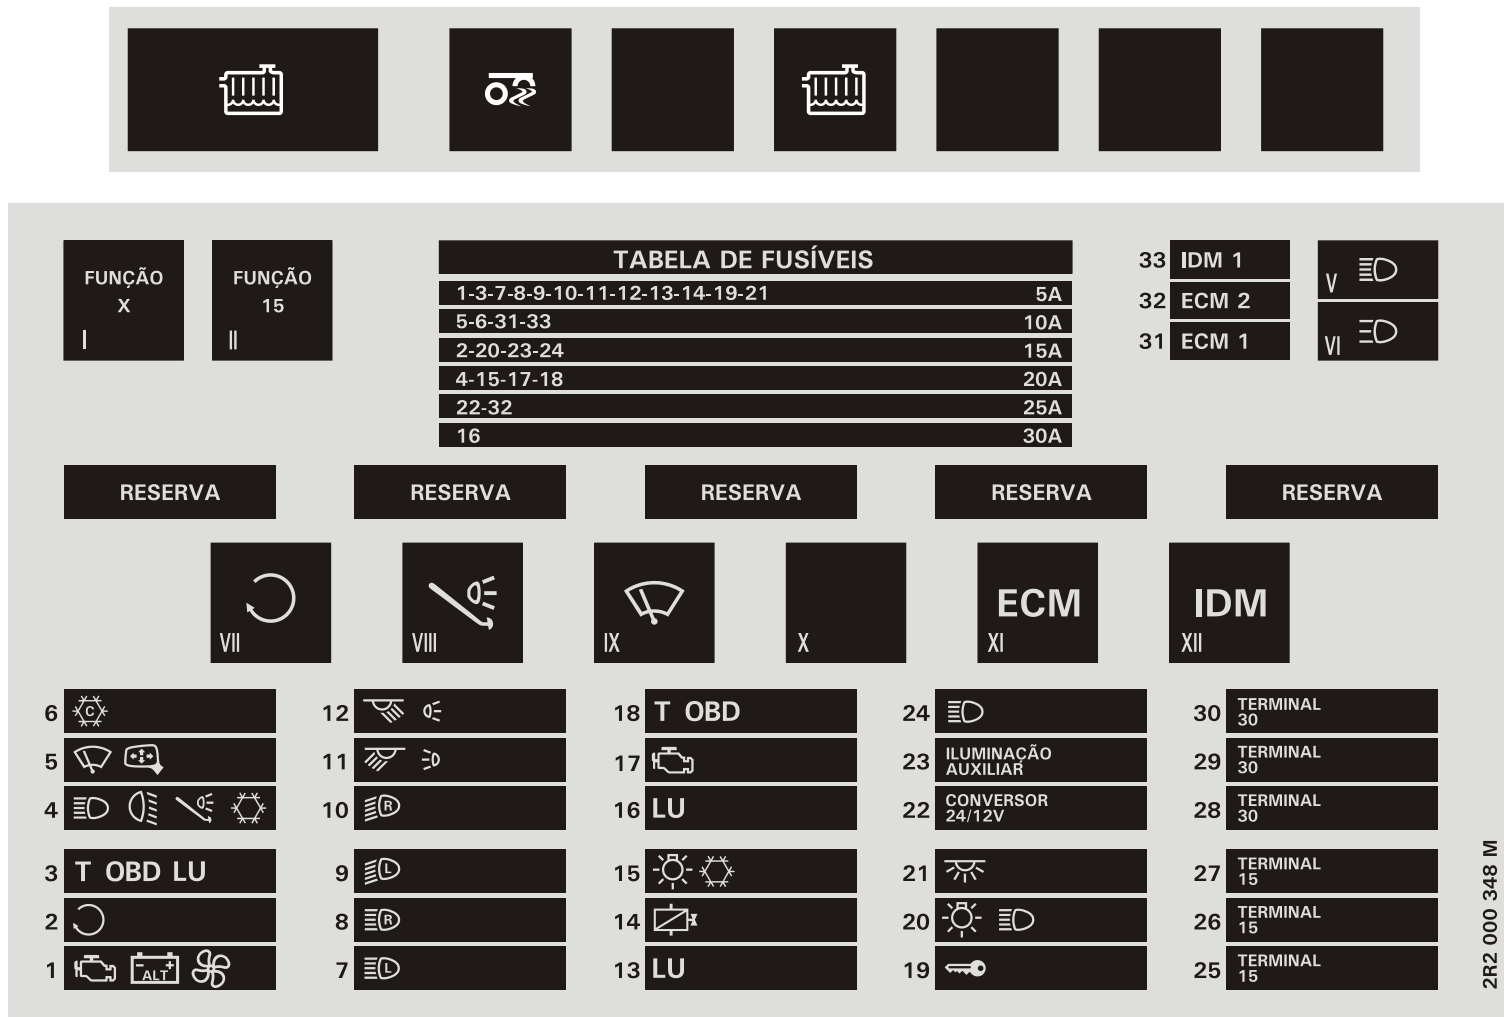 FUNÇÃO
X
I
FUNÇÃO
15
II
TABELA DE FUSÍVEIS
1-3-7-8-9-10-11-12-13-14-19-21 5A
5-6-31-33 10A
2-20-23-24 15A
4-15-17-18 20A
22-32 25A
16 30A
33 IDM 1
32 ECM 2
31 ECM 1
V
VI
RESERVA RESERVA RESERVA RESERVA RESERVA
VII
VIII
IX
X
ECM
XI
IDM
XII
6 C
5
4
3 T OBD LU
2
1 - + ALT
12
11
10 R
9 L
8 R
7 L
18 T OBD
17
16 LU
15
14
13 LU
24
23 ILUMINAÇÃO
AUXILIAR
22 CONVERSOR
24/12V
21
20
19
30 TERMINAL
30
29 TERMINAL
30
28 TERMINAL
30
27 TERMINAL
15
26 TERMINAL
15
25 TERMINAL
15
2R2 000 348 M